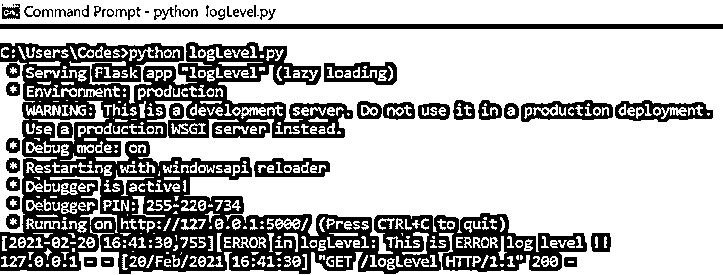 Command Prompt - python logLevel.py
C:\Users\Codes>python logLevel.py
* Serving Flask app "logLevel" (lazy loading)
* Environment: production
WARNING: This is a development server. Do not use it in a production deployment.
Use a production WSGI server instead.
* Debug mode: on
* Restarting with windowsapi reloader
* Debugger is active!
* Debugger PIN: 255-220-734
* Running on http://127.0.0.1:5000/ (Press CTRL+C to quit)
[2021-02-20 16:41:30,755] ERROR in logLevel: This is ERROR log level !!
127.0.0.1 - - [20/Feb/2021 16:41:30] "GET /logLevel HTTP/1.1" 200 -